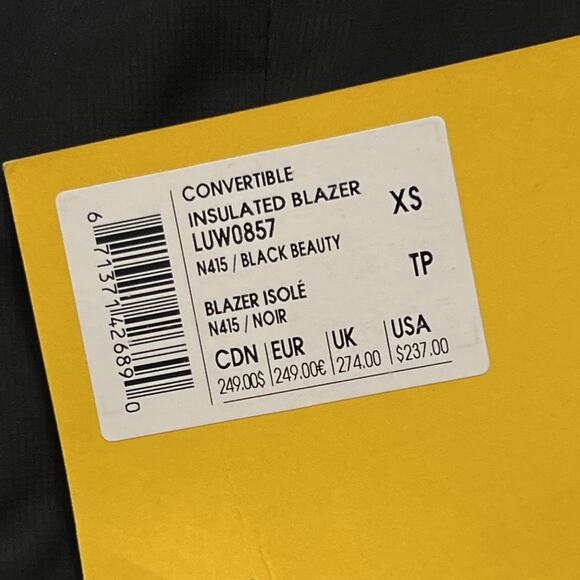 CONVERTIBLE
INSULATED BLAZER XS
LUW0857
N415 / BLACK BEAUTY
TP
BLAZER ISOLÉ
N415 / NOIR
CDN EUR UK USA
249.00$ 249.00€ 274.00 $237.00
6 71371 42689 0